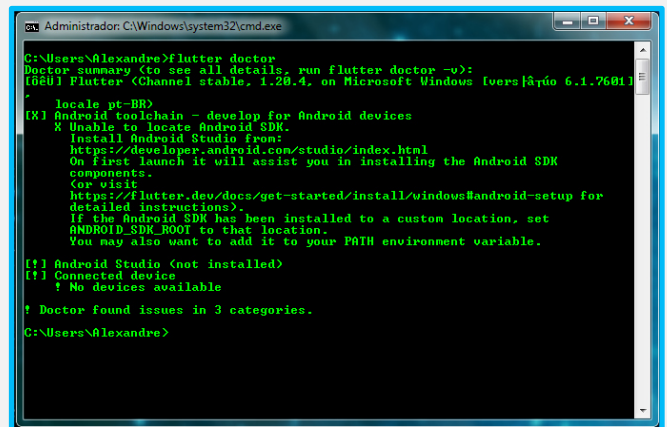 Administrador: C:\Windows\system32\cmd.exe
C:\Users\Alexandre>flutter doctor
Doctor summary (to see all details, run flutter doctor -v):
[ÔêÜ] Flutter (Channel stable, 1.20.4, on Microsoft Windows [vers├â┬úo 6.1.7601]
,
locale pt-BR)
[X] Android toolchain - develop for Android devices
X Unable to locate Android SDK.
Install Android Studio from:
https://developer.android.com/studio/index.html
On first launch it will assist you in installing the Android SDK
components.
(or visit
https://flutter.dev/docs/get-started/install/windows#android-setup for
detailed instructions).
If the Android SDK has been installed to a custom location, set
ANDROID_SDK_ROOT to that location.
You may also want to add it to your PATH environment variable.
[!] Android Studio (not installed)
[!] Connected device
! No devices available
! Doctor found issues in 3 categories.
C:\Users\Alexandre>